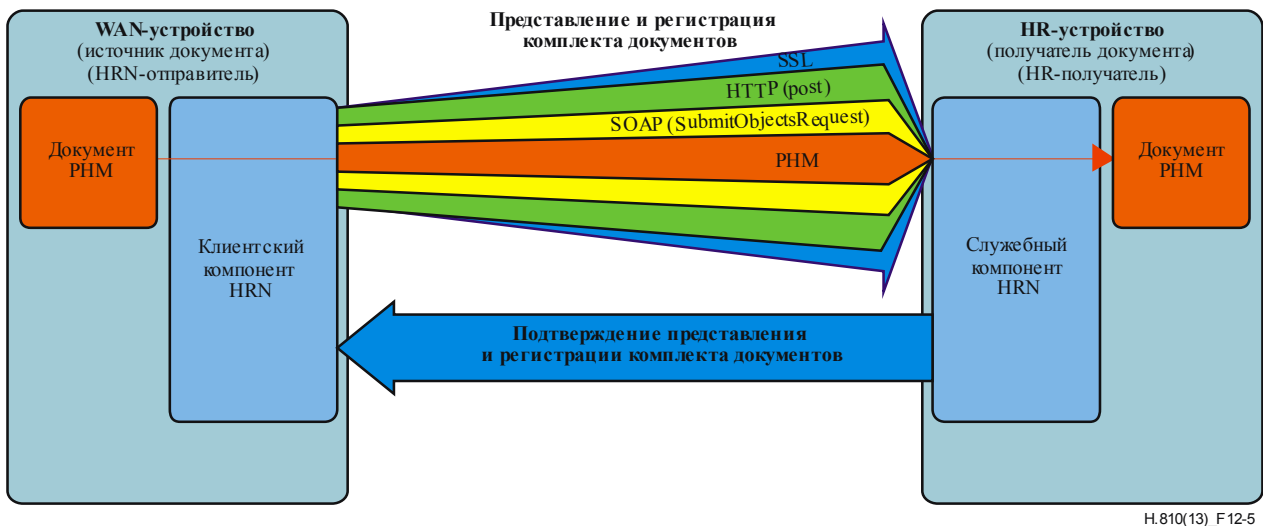 WAN-устройство
(источник документа)
(HRN-отправитель)
Документ
PHM
Клиентский
компонент
HRN
Представление и регистрация
комплекта документов
SSL
HTTP (post)
SOAP (SubmitObjectsRequest)
PHM
Подтверждение представления
и регистрации комплекта документов
HR-устройство
(получатель документа)
(HR-получатель)
Служебный
компонент
HRN
Документ
PHM
H.810(13)_F12-5